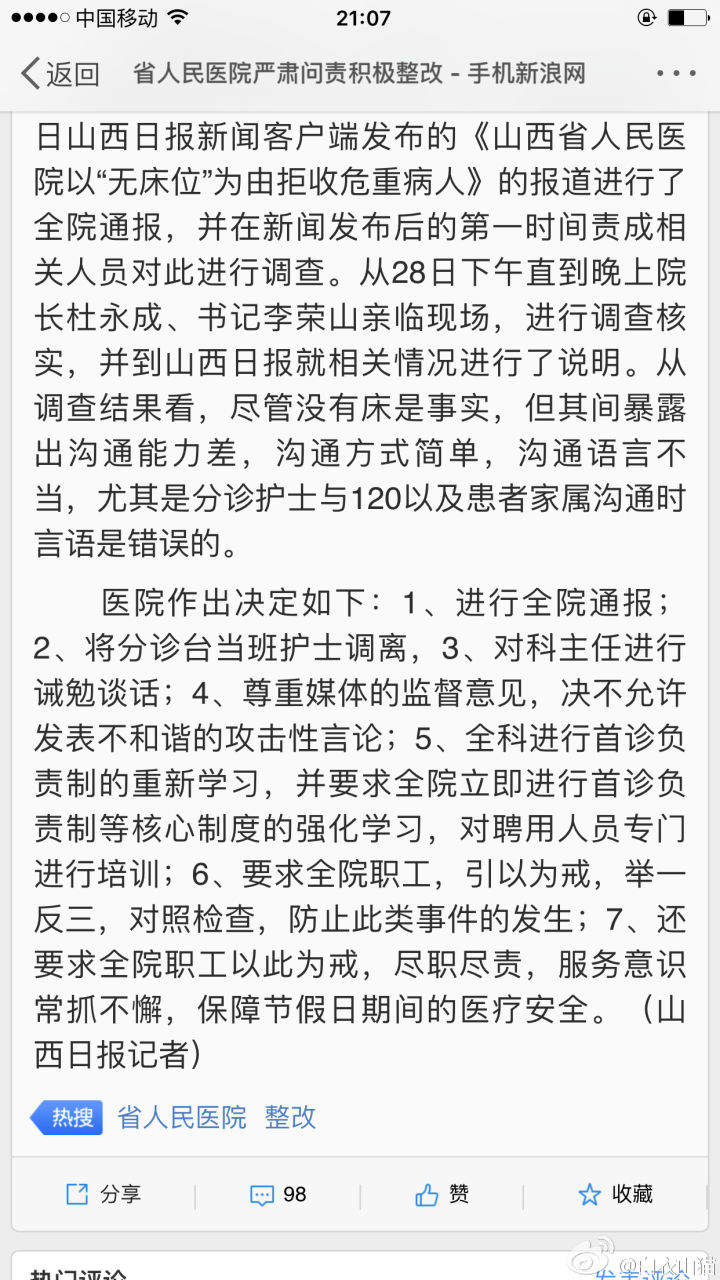 中国移动 21:07
返回 省人民医院严肃问责积极整改 - 手机新浪网
日山西日报新闻客户端发布的《山西省人民医
院以“无床位”为由拒收危重病人》的报道进行了
全院通报，并在新闻发布后的第一时间责成相
关人员对此进行调查。从28日下午直到晚上院
长杜永成、书记李荣山亲临现场，进行调查核
实，并到山西日报就相关情况进行了说明。从
调查结果看，尽管没有床是事实，但其间暴露
出沟通能力差，沟通方式简单，沟通语言不
当，尤其是分诊护士与120以及患者家属沟通时
言语是错误的。
医院作出决定如下：1、进行全院通报；
2、将分诊台当班护士调离，3、对科主任进行
诫勉谈话；4、尊重媒体的监督意见，决不允许
发表不和谐的攻击性言论；5、全科进行首诊负
责制的重新学习，并要求全院立即进行首诊负
责制等核心制度的强化学习，对聘用人员专门
进行培训；6、要求全院职工，引以为戒，举一
反三，对照检查，防止此类事件的发生；7、还
要求全院职工以此为戒，尽职尽责，服务意识
常抓不懈，保障节假日期间的医疗安全。（山
西日报记者）
热搜 省人民医院 整改
分享 98 赞 收藏
热门评论 发表评论